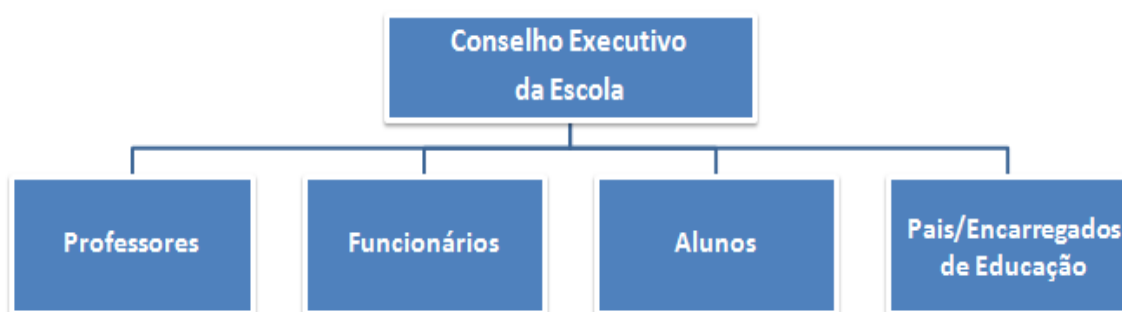 Conselho Executivo
da Escola
Professores
Funcionários
Alunos
Pais/Encarregados
de Educação